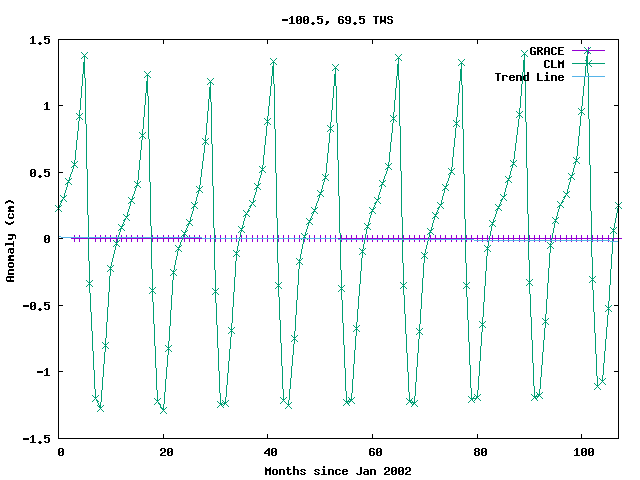 -100.5, 69.5 TWS
GRACE
CLM
Trend Line
1.5
1
0.5
0
-0.5
-1
-1.5
Anomaly (cm)
0 20 40 60 80 100
Months since Jan 2002